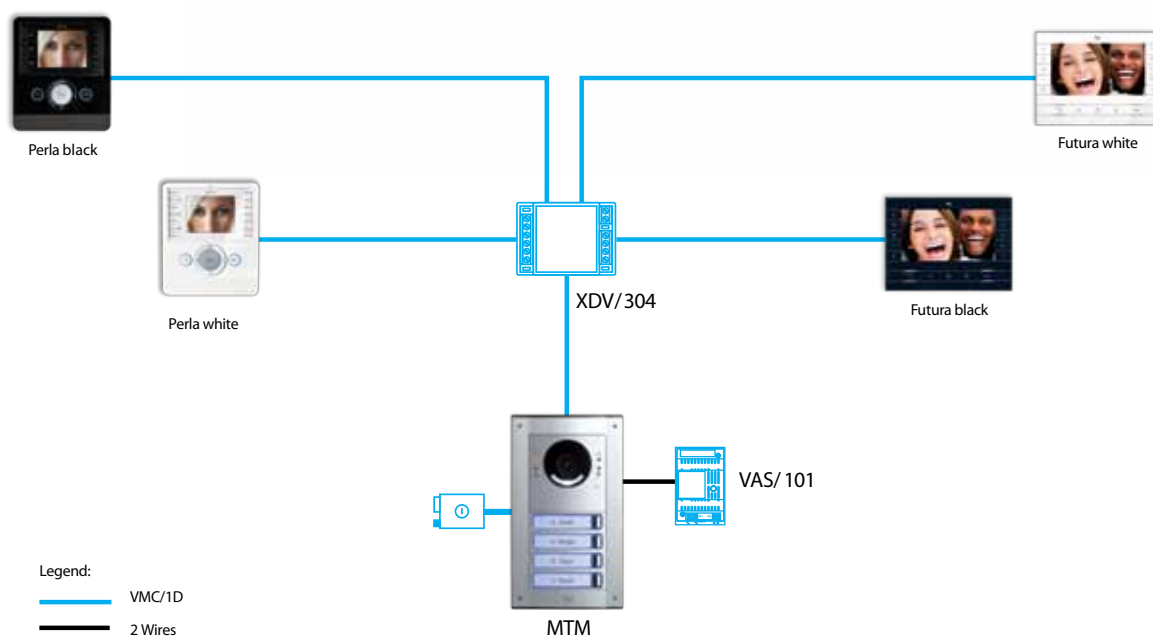 Perla black
Futura white
Perla white
XDV/304
Futura black
VAS/101
Legend:
VMC/1D
2 Wires
MTM